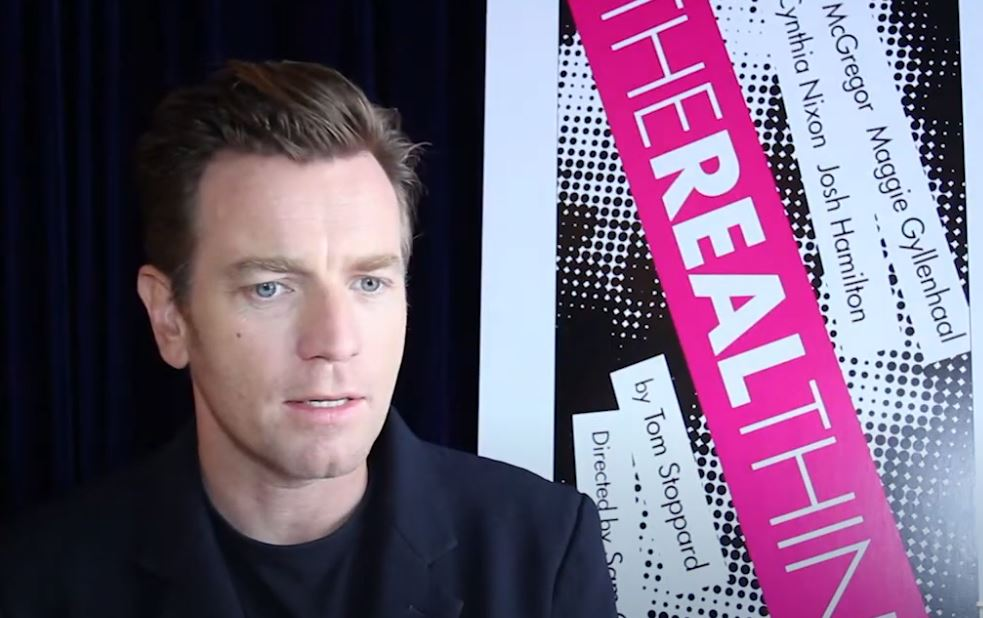 THEREALTHIN
McGregor Maggie Gyllenhaal
Cynthia Nixon Josh Hamilton
by Tom Stoppard
Directed by